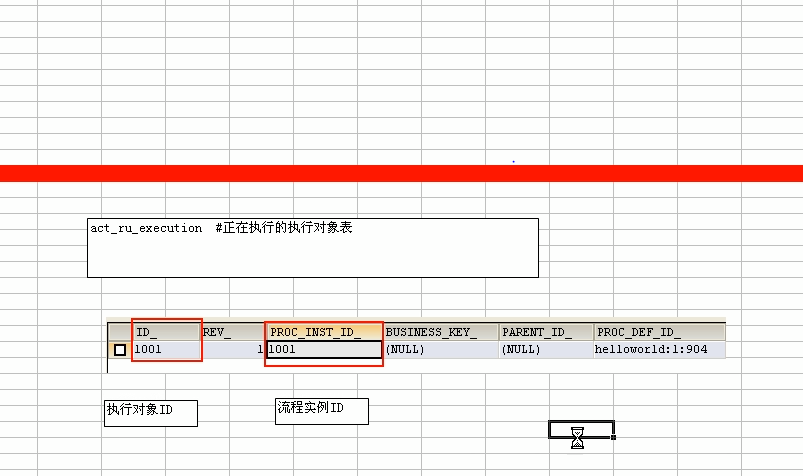 act_ru_execution  #正在执行的执行对象表
ID_ REV_ PROC_INST_ID_ BUSINESS_KEY_ PARENT_ID_ PROC_DEF_ID_
1001 1 1001 (NULL) (NULL) helloworld:1:904
执行对象ID 流程实例ID